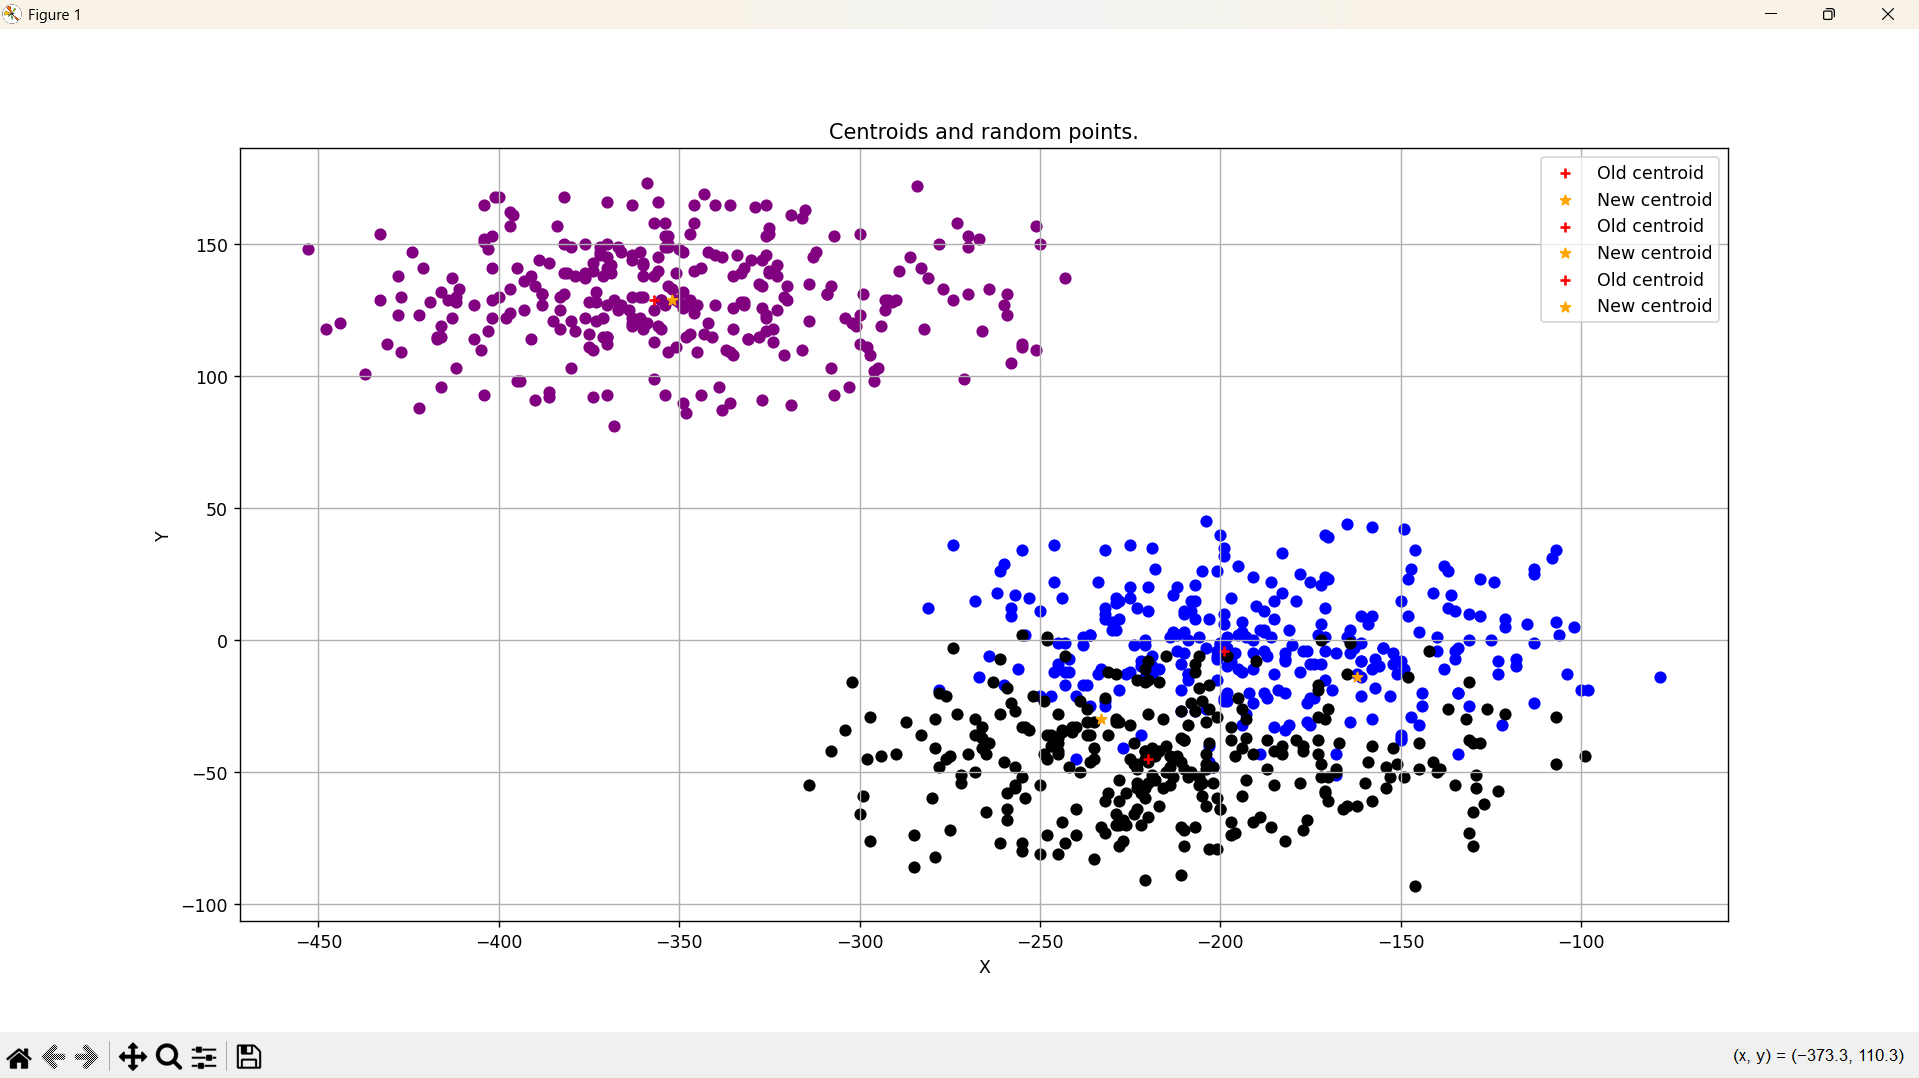 Figure 1
Centroids and random points.
Old centroid
New centroid
Old centroid
New centroid
Old centroid
New centroid
150
100
50
0
−50
−100
Y
−450 −400 −350 −300 −250 −200 −150 −100
X
(x, y) = (−373.3, 110.3)